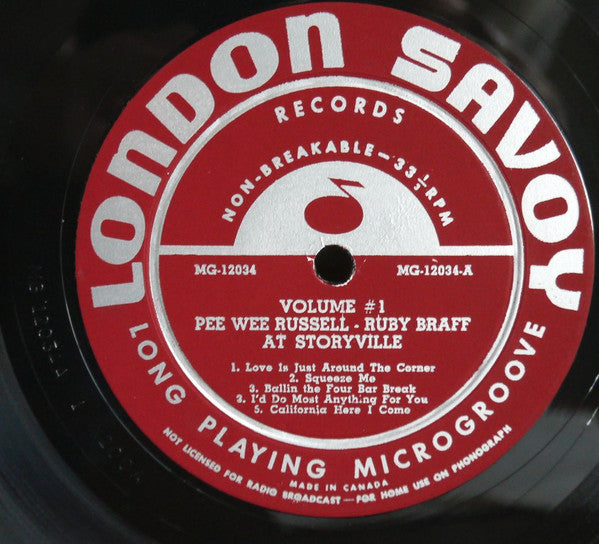 LONDON SAVOY
RECORDS
NON-BREAKABLE—33⅓RPM
MG-12034
MG-12034-A
VOLUME #1
PEE WEE RUSSELL - RUBY BRAFF
AT STORYVILLE
1. Love Is Just Around The Corner
2. Squeeze Me
3. Ballin the Four Bar Break
3. I'd Do Most Anything For You
5. California Here I Come
LONG PLAYING MICROGROOVE
MADE IN CANADA
NOT LICENSED FOR RADIO BROADCAST—FOR HOME USE ON PHONOGRAPH